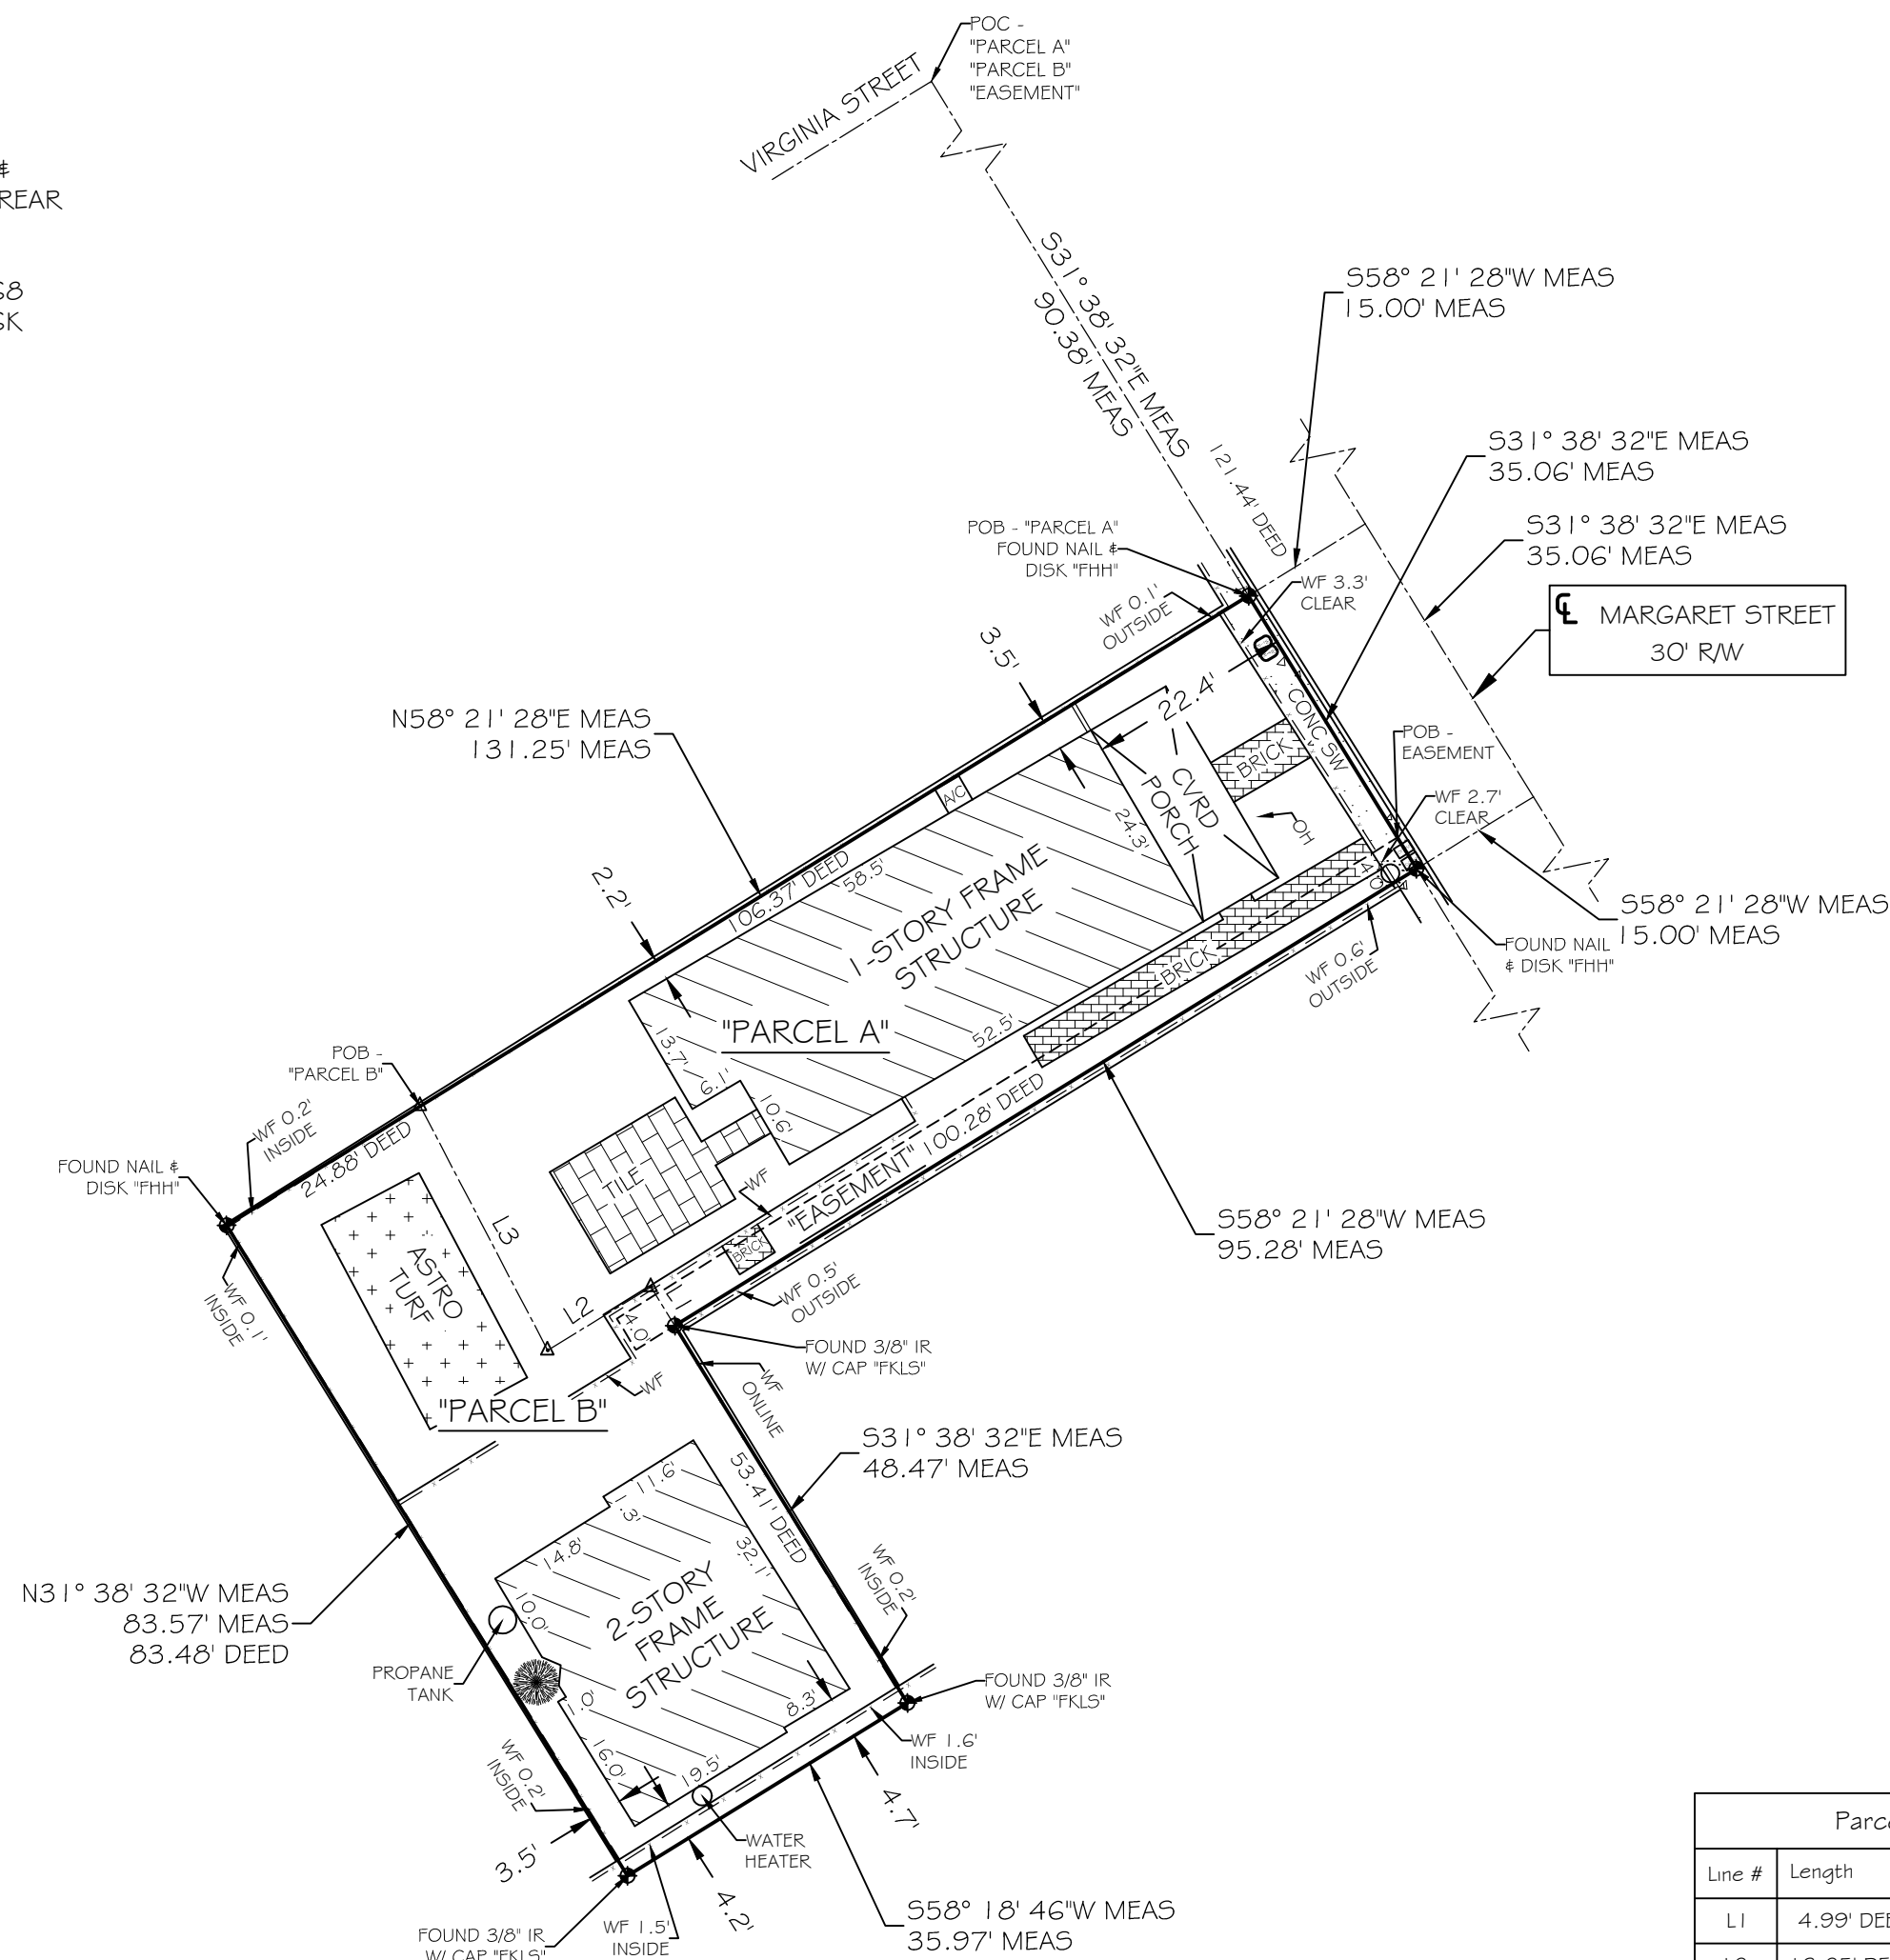 POC -
"PARCEL A"
"PARCEL B"
"EASEMENT"
VIRGINIA STREET
REAR
S31° 38' 32"E MEAS
90.38' MEAS
121.44' DEED
S58° 21' 28"W MEAS
15.00' MEAS
S31° 38' 32"E MEAS
35.06' MEAS
S31° 38' 32"E MEAS
35.06' MEAS
℄ MARGARET STREET
30' R/W
POB - "PARCEL A"
FOUND NAIL &
DISK "FHH"
WF 3.3'
CLEAR
WF 0.1'
OUTSIDE
3.5'
22.4'
CONC SW
BRICK
POB -
EASEMENT
WF 2.7'
CLEAR
S58° 21' 28"W MEAS
15.00' MEAS
FOUND NAIL
& DISK "FHH"
N58° 21' 28"E MEAS
131.25' MEAS
A/C
CVRD
PORCH
OH
24.3'
4.0'
106.37' DEED
58.5'
2.2'
1-STORY FRAME
STRUCTURE
BRICK
WF 0.6'
OUTSIDE
"PARCEL A"
13.7'
6.1'
10.6'
52.5'
POB -
"PARCEL B"
WF 0.2'
INSIDE
24.88' DEED
FOUND NAIL &
DISK "FHH"
TILE
WF
"EASEMENT"
100.28' DEED
BRICK
S58° 21' 28"W MEAS
95.28' MEAS
L3
L2
4.0'
WF 0.5'
OUTSIDE
ASTRO
TURF
WF 0.1'
INSIDE
FOUND 3/8" IR
W/ CAP "FKLS"
WF
WF
ONLINE
"PARCEL B"
S31° 38' 32"E MEAS
48.47' MEAS
53.41' DEED
11.6'
14.8'
32.1'
10.0'
2-STORY
FRAME
STRUCTURE
WF 0.2'
INSIDE
N31° 38' 32"W MEAS
83.57' MEAS
83.48' DEED
PROPANE
TANK
1.0'
16.0'
19.5'
8.3'
FOUND 3/8" IR
W/ CAP "FKLS"
WF 1.6'
INSIDE
WF 0.2'
INSIDE
4.7'
WATER
HEATER
3.5'
4.2'
S58° 18' 46"W MEAS
35.97' MEAS
FOUND 3/8" IR
W/ CAP "FKLS"
WF 1.5'
INSIDE
Line #
Length
L1
4.99'